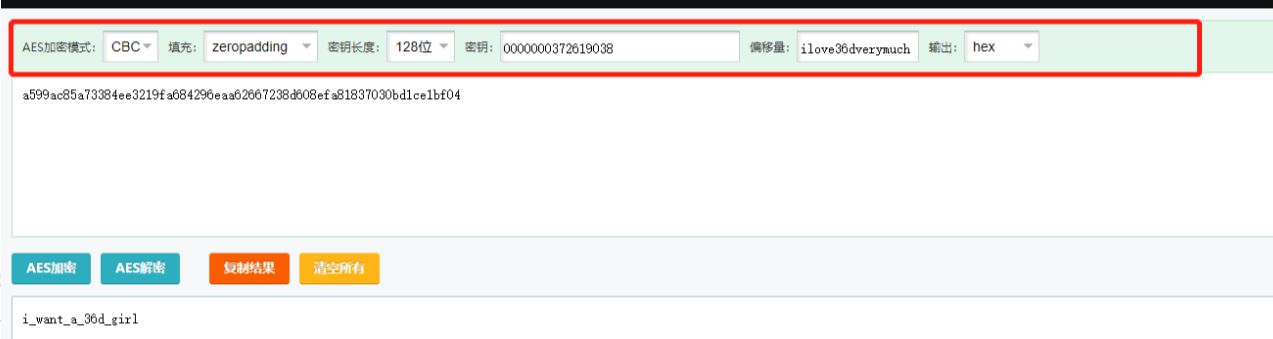 AES加密模式: CBC 填充: zeropadding 密钥长度: 128位 密钥: 0000000372619038 偏移量: ilove36dverymuch 输出: hex
a599ac85a73384ee3219fa684296eaa62667238d608efa81837030bd1ce1bf04
AES加密 AES解密 复制结果 清空所有
i_want_a_36d_girl